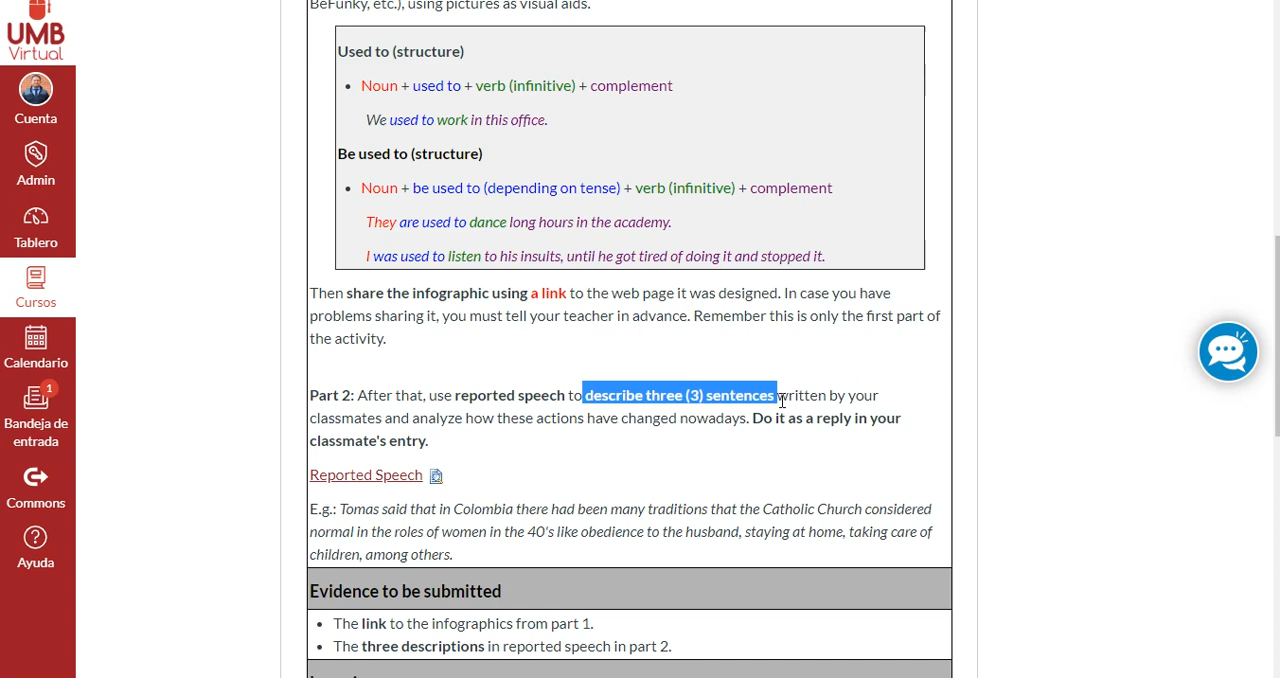 BeFunky, etc.), using pictures as visual aids.
UMB
Virtual
Cuenta
Admin
Tablero
Cursos
Calendario
1
Bandeja de
entrada
Commons
Ayuda
Used to (structure)
• Noun + used to + verb (infinitive) + complement
We used to work in this office.
Be used to (structure)
• Noun + be used to (depending on tense) + verb (infinitive) + complement
They are used to dance long hours in the academy.
I was used to listen to his insults, until he got tired of doing it and stopped it.
Then share the infographic using a link to the web page it was designed. In case you have
problems sharing it, you must tell your teacher in advance. Remember this is only the first part of
the activity.
Part 2: After that, use reported speech to describe three (3) sentences written by your
classmates and analyze how these actions have changed nowadays. Do it as a reply in your
classmate's entry.
Reported Speech
E.g.: Tomas said that in Colombia there had been many traditions that the Catholic Church considered
normal in the roles of women in the 40's like obedience to the husband, staying at home, taking care of
children, among others.
Evidence to be submitted
• The link to the infographics from part 1.
• The three descriptions in reported speech in part 2.